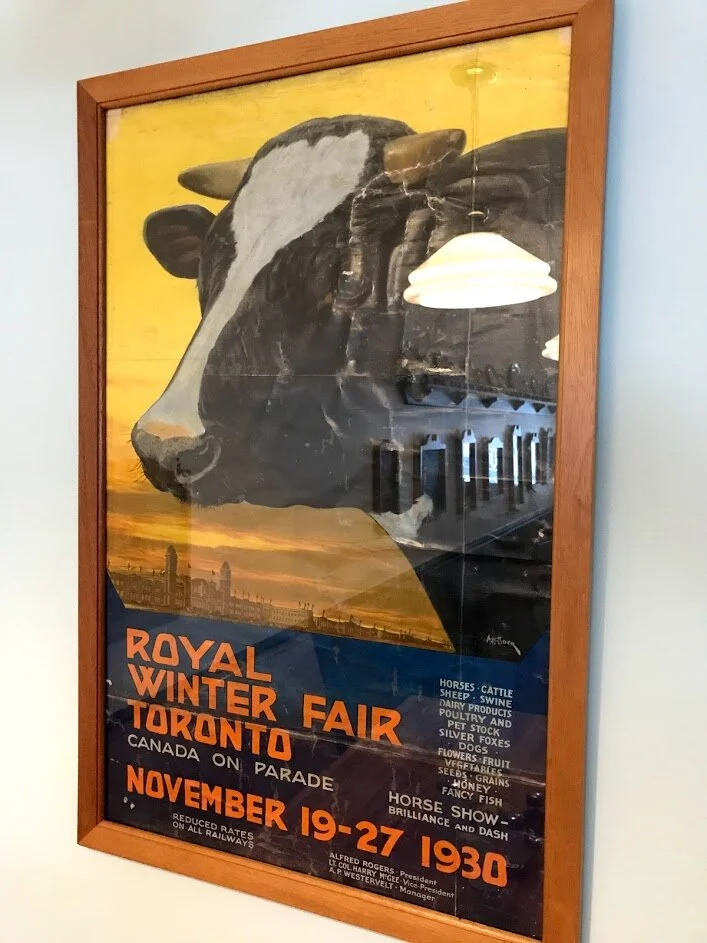 ROYAL
WINTER FAIR
TORONTO
CANADA ON PARADE
NOVEMBER 19-27 1930
REDUCED RATES
ON ALL RAILWAYS
HORSES · CATTLE
SHEEP · SWINE
DAIRY PRODUCTS
POULTRY AND
PET STOCK
SILVER FOXES
DOGS
FLOWERS · FRUIT
VEGETABLES
SEEDS · GRAINS
HONEY
FANCY FISH
HORSE SHOW-
BRILLIANCE AND DASH
ALFRED ROGERS · President
LT. COL. HARRY McGEE · Vice-President
A.P. WESTERVELT · Manager